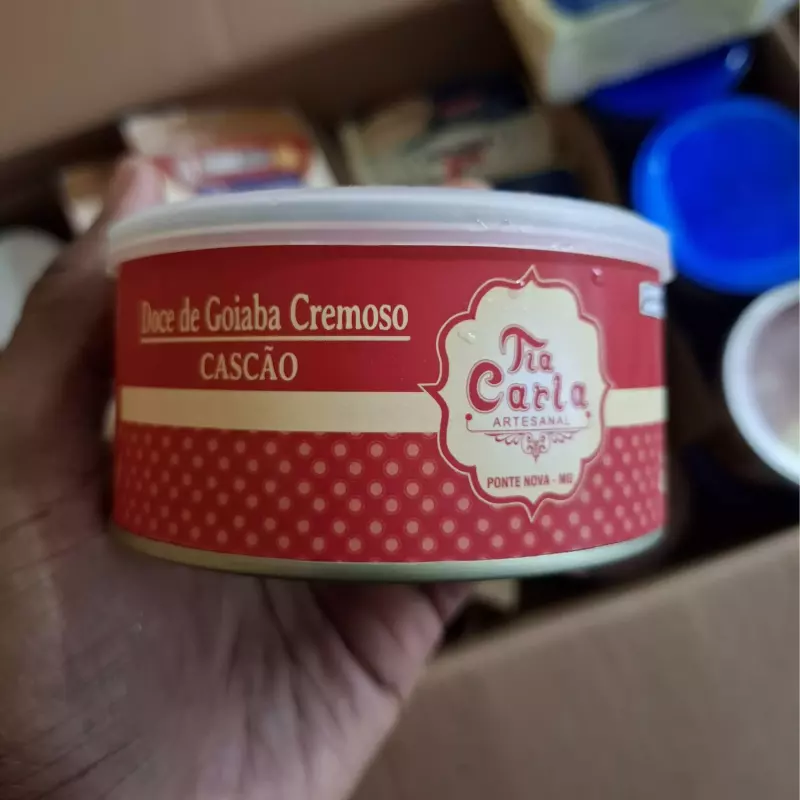 Doce de Goiaba Cremoso
CASCÃO
Tia
Carla
ARTESANAL
PONTE NOVA - MG